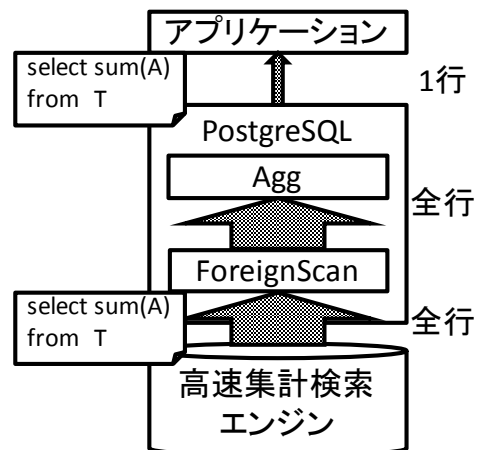 アプリケーション
select sum(A)
from T
1行
PostgreSQL
Agg
全行
ForeignScan
select sum(A)
from T
全行
高速集計検索
エンジン